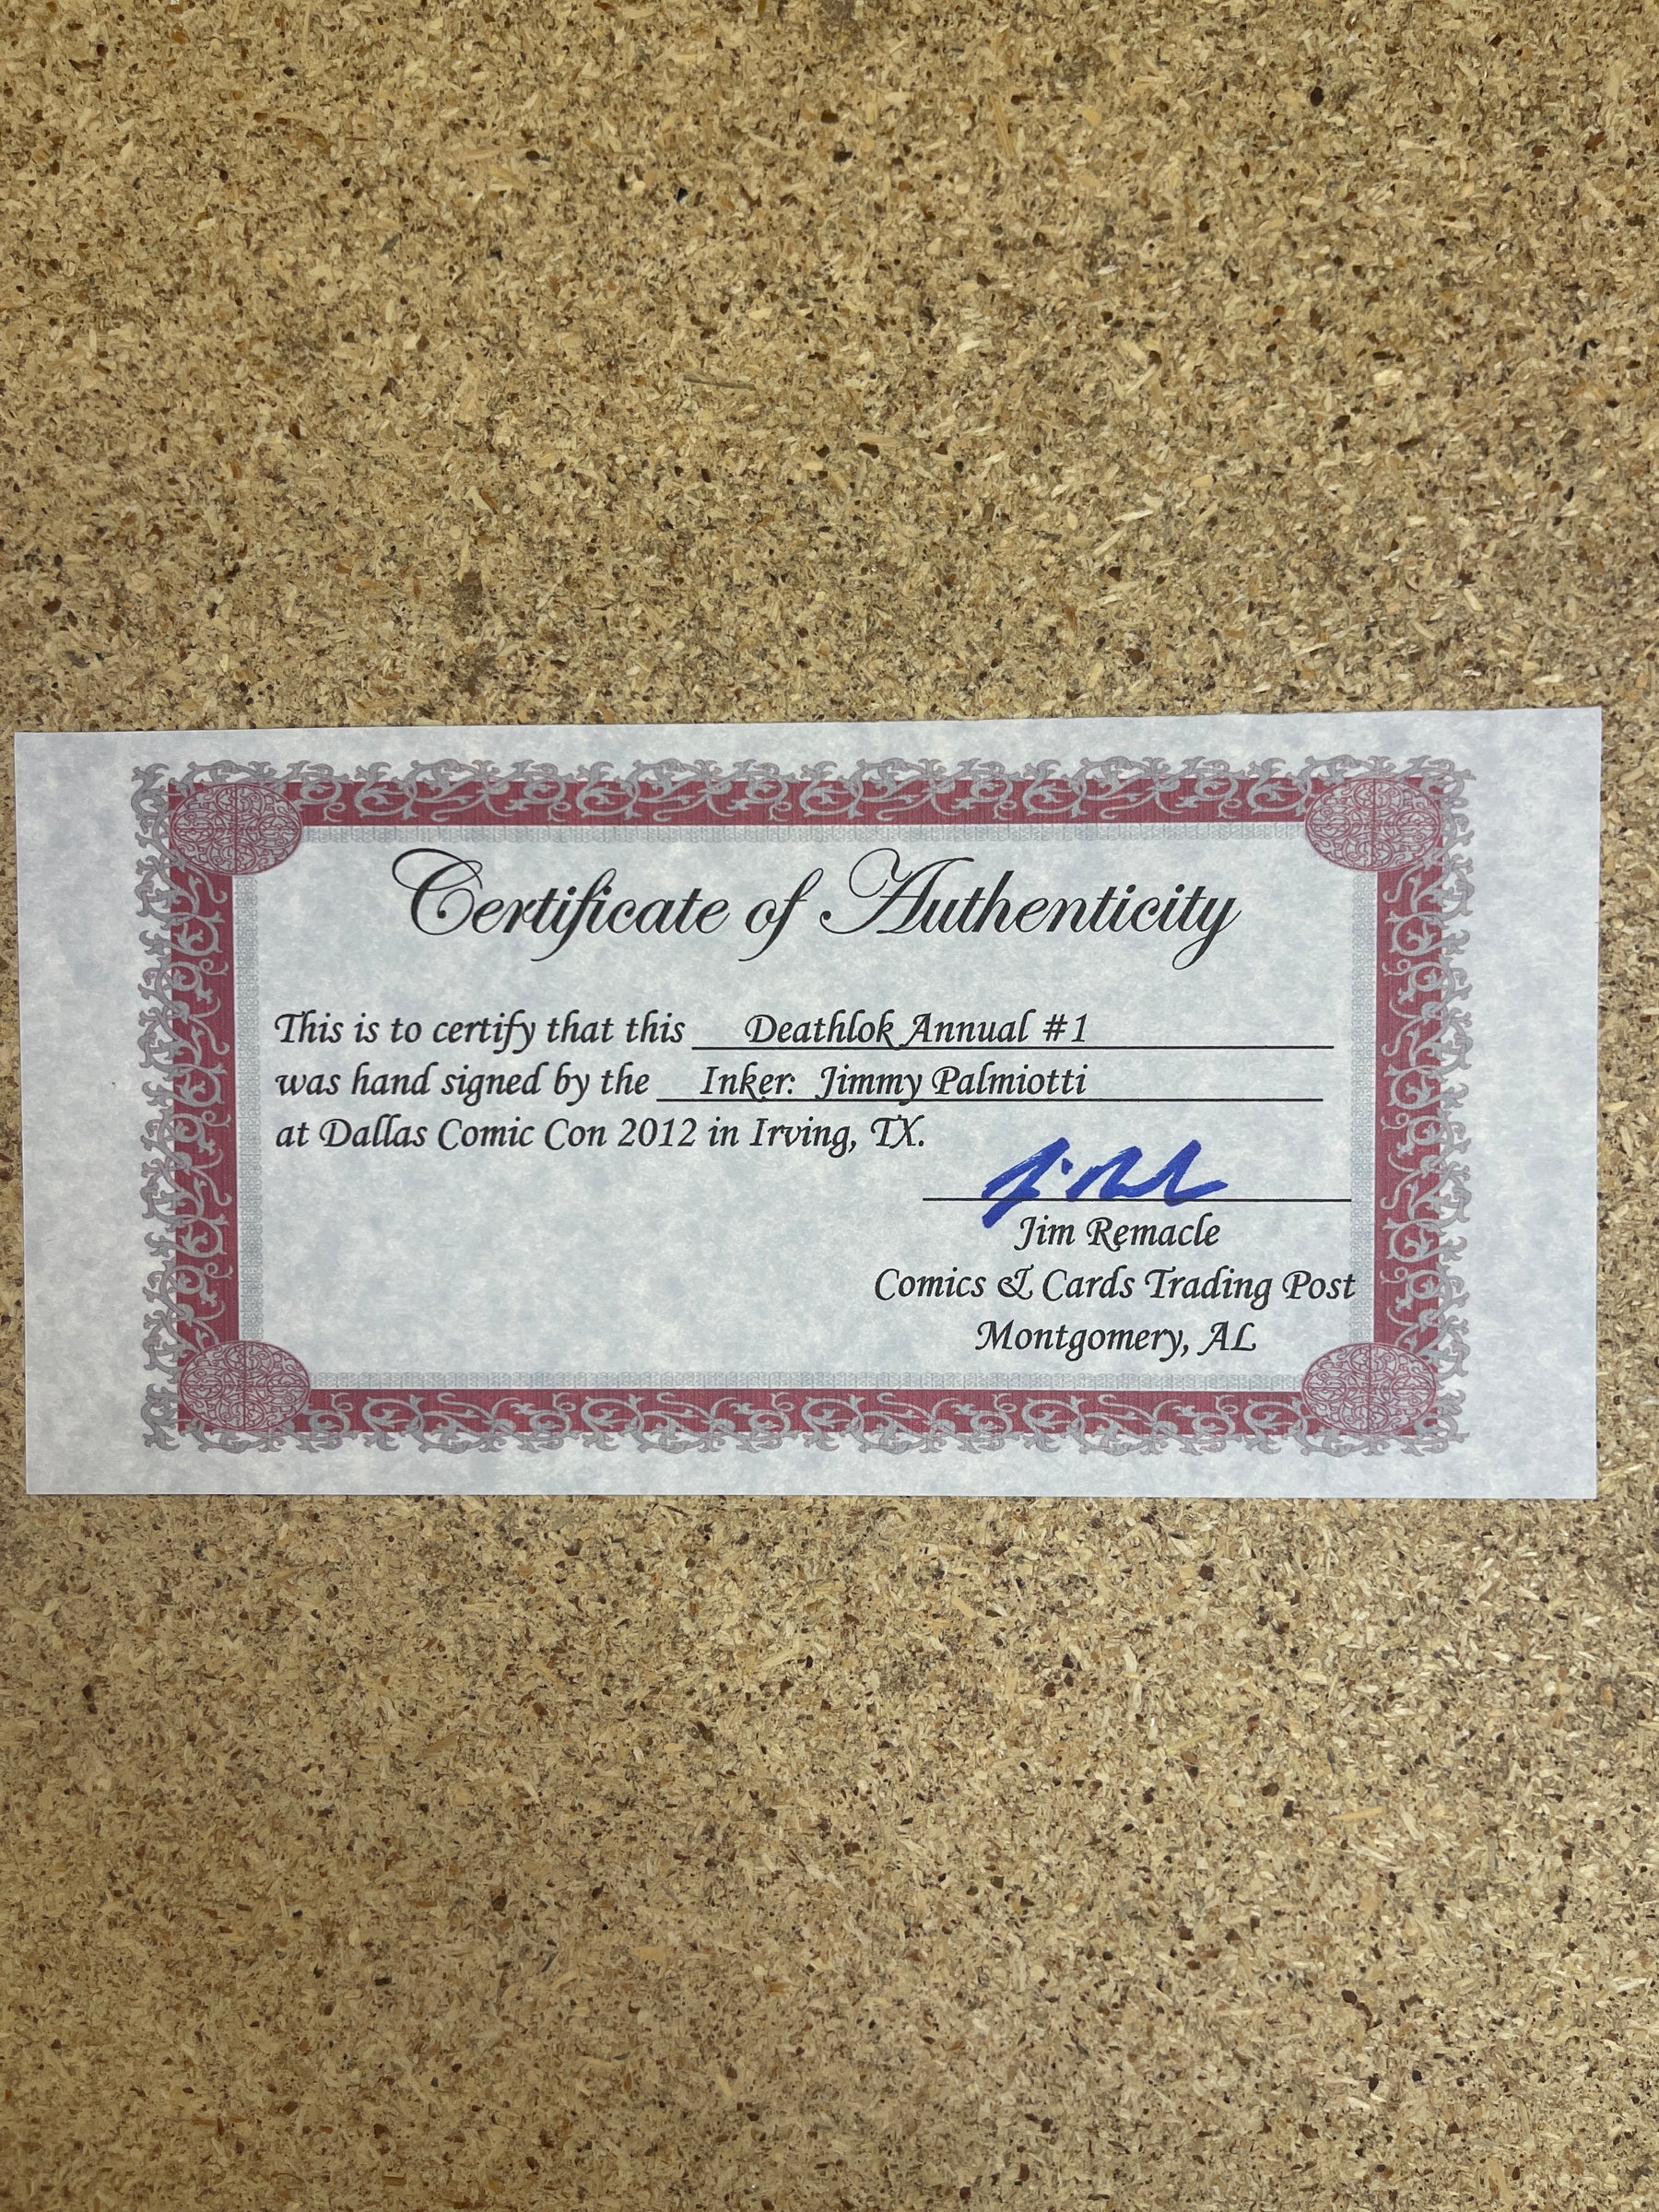 Certificate of Authenticity
This is to certify that this Deathlok Annual #1
was hand signed by the Inker: Jimmy Palmiotti
at Dallas Comic Con 2012 in Irving, TX.
Jim Remacle
Comics & Cards Trading Post
Montgomery, AL